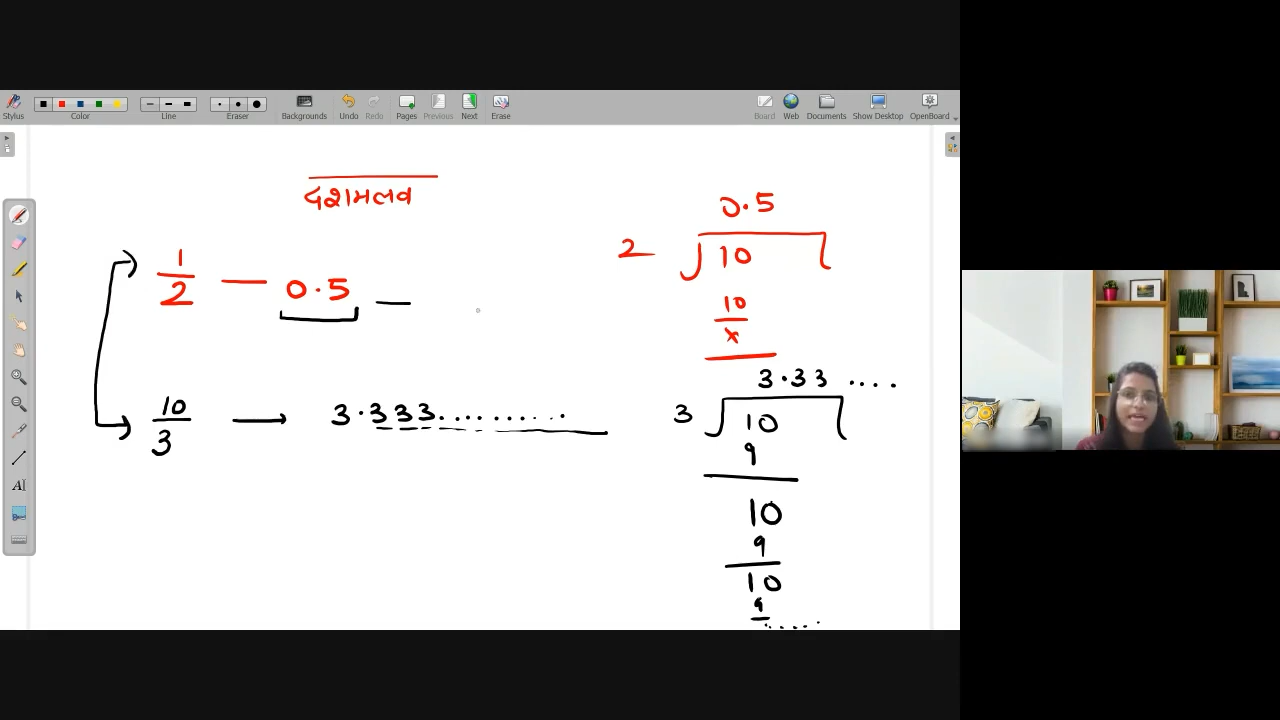 Stylus Color Line Eraser Backgrounds Undo Redo Pages Previous Next Erase Board Web Documents Show Desktop OpenBoard
दशमलव
1/2 — 0.5 —
10/3 → 3.333..........
0.5
2 10
10
x
3.33 ....
3 10
9
10
9
10
9
......